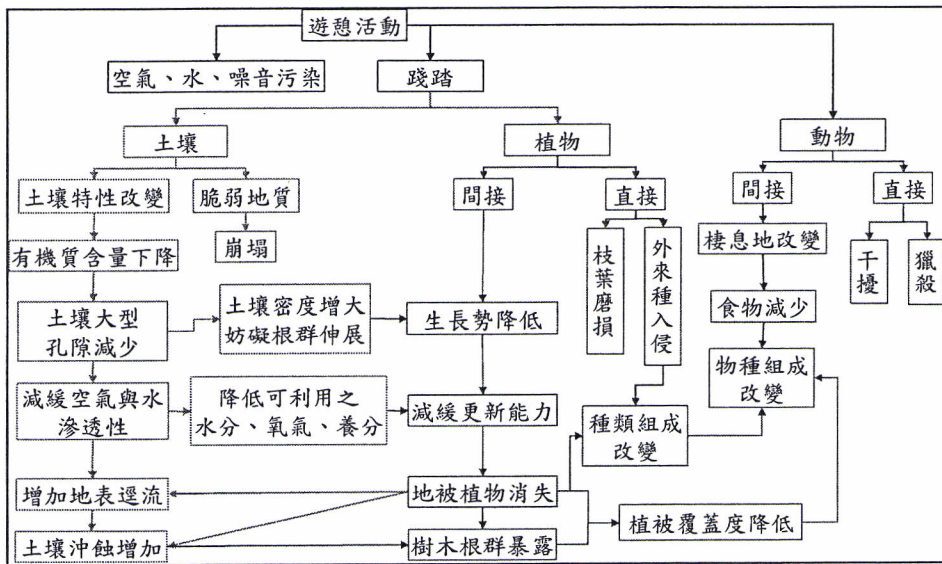 遊憩活動
空氣、水、噪音污染
踐踏
土壤
植物
動物
土壤特性改變
脆弱地質
間接
直接
間接
直接
有機質含量下降
崩塌
枝葉磨損
外來種入侵
棲息地改變
干擾
獵殺
土壤大型
孔隙減少
土壤密度增大
妨礙根群伸展
生長勢降低
食物減少
減緩空氣與水
滲透性
降低可利用之
水分、氧氣、養分
減緩更新能力
種類組成
改變
物種組成
改變
增加地表逕流
地被植物消失
植被覆蓋度降低
土壤沖蝕增加
樹木根群暴露